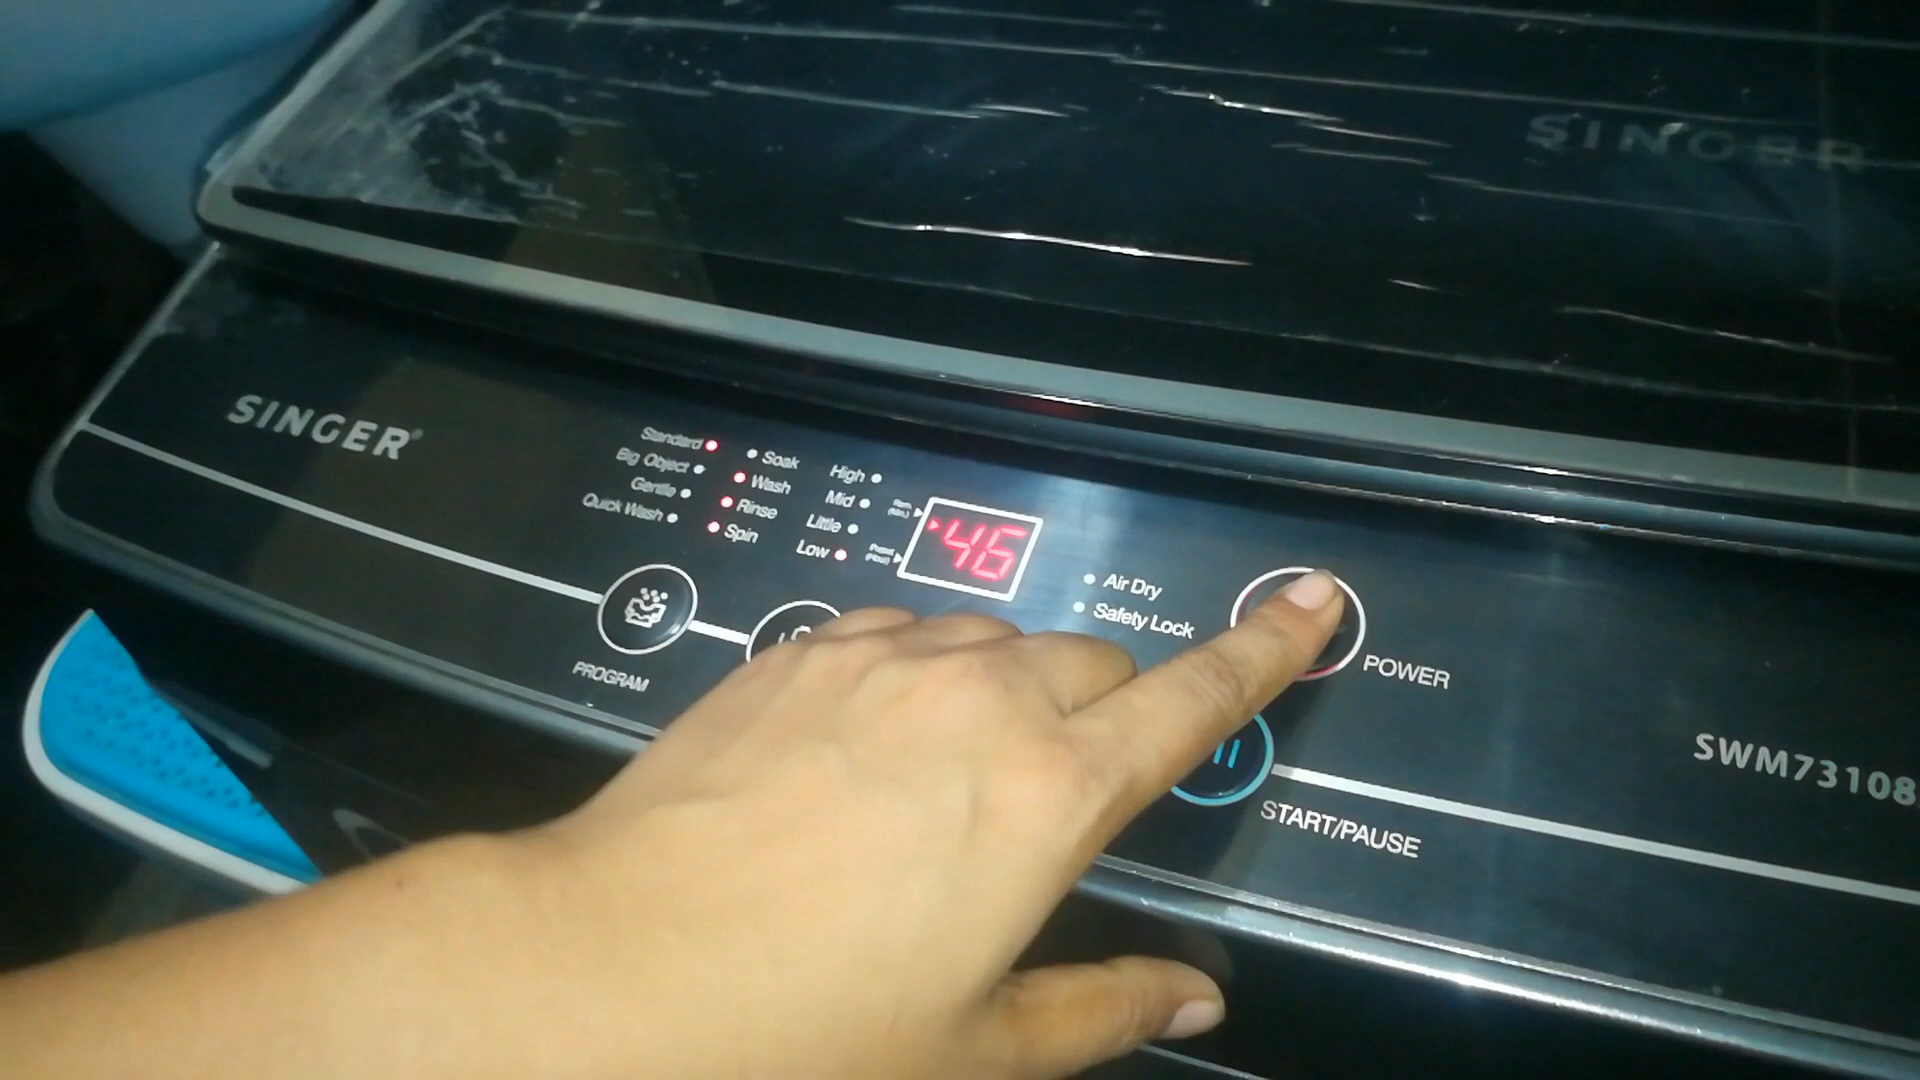 SINGER
SINGER
Standard
Big Object
Gentle
Quick Wash
Soak
Wash
Rinse
Spin
High
Mid
Little
Low
46
Air Dry
Safety Lock
PROGRAM
POWER
START/PAUSE
SWM73108